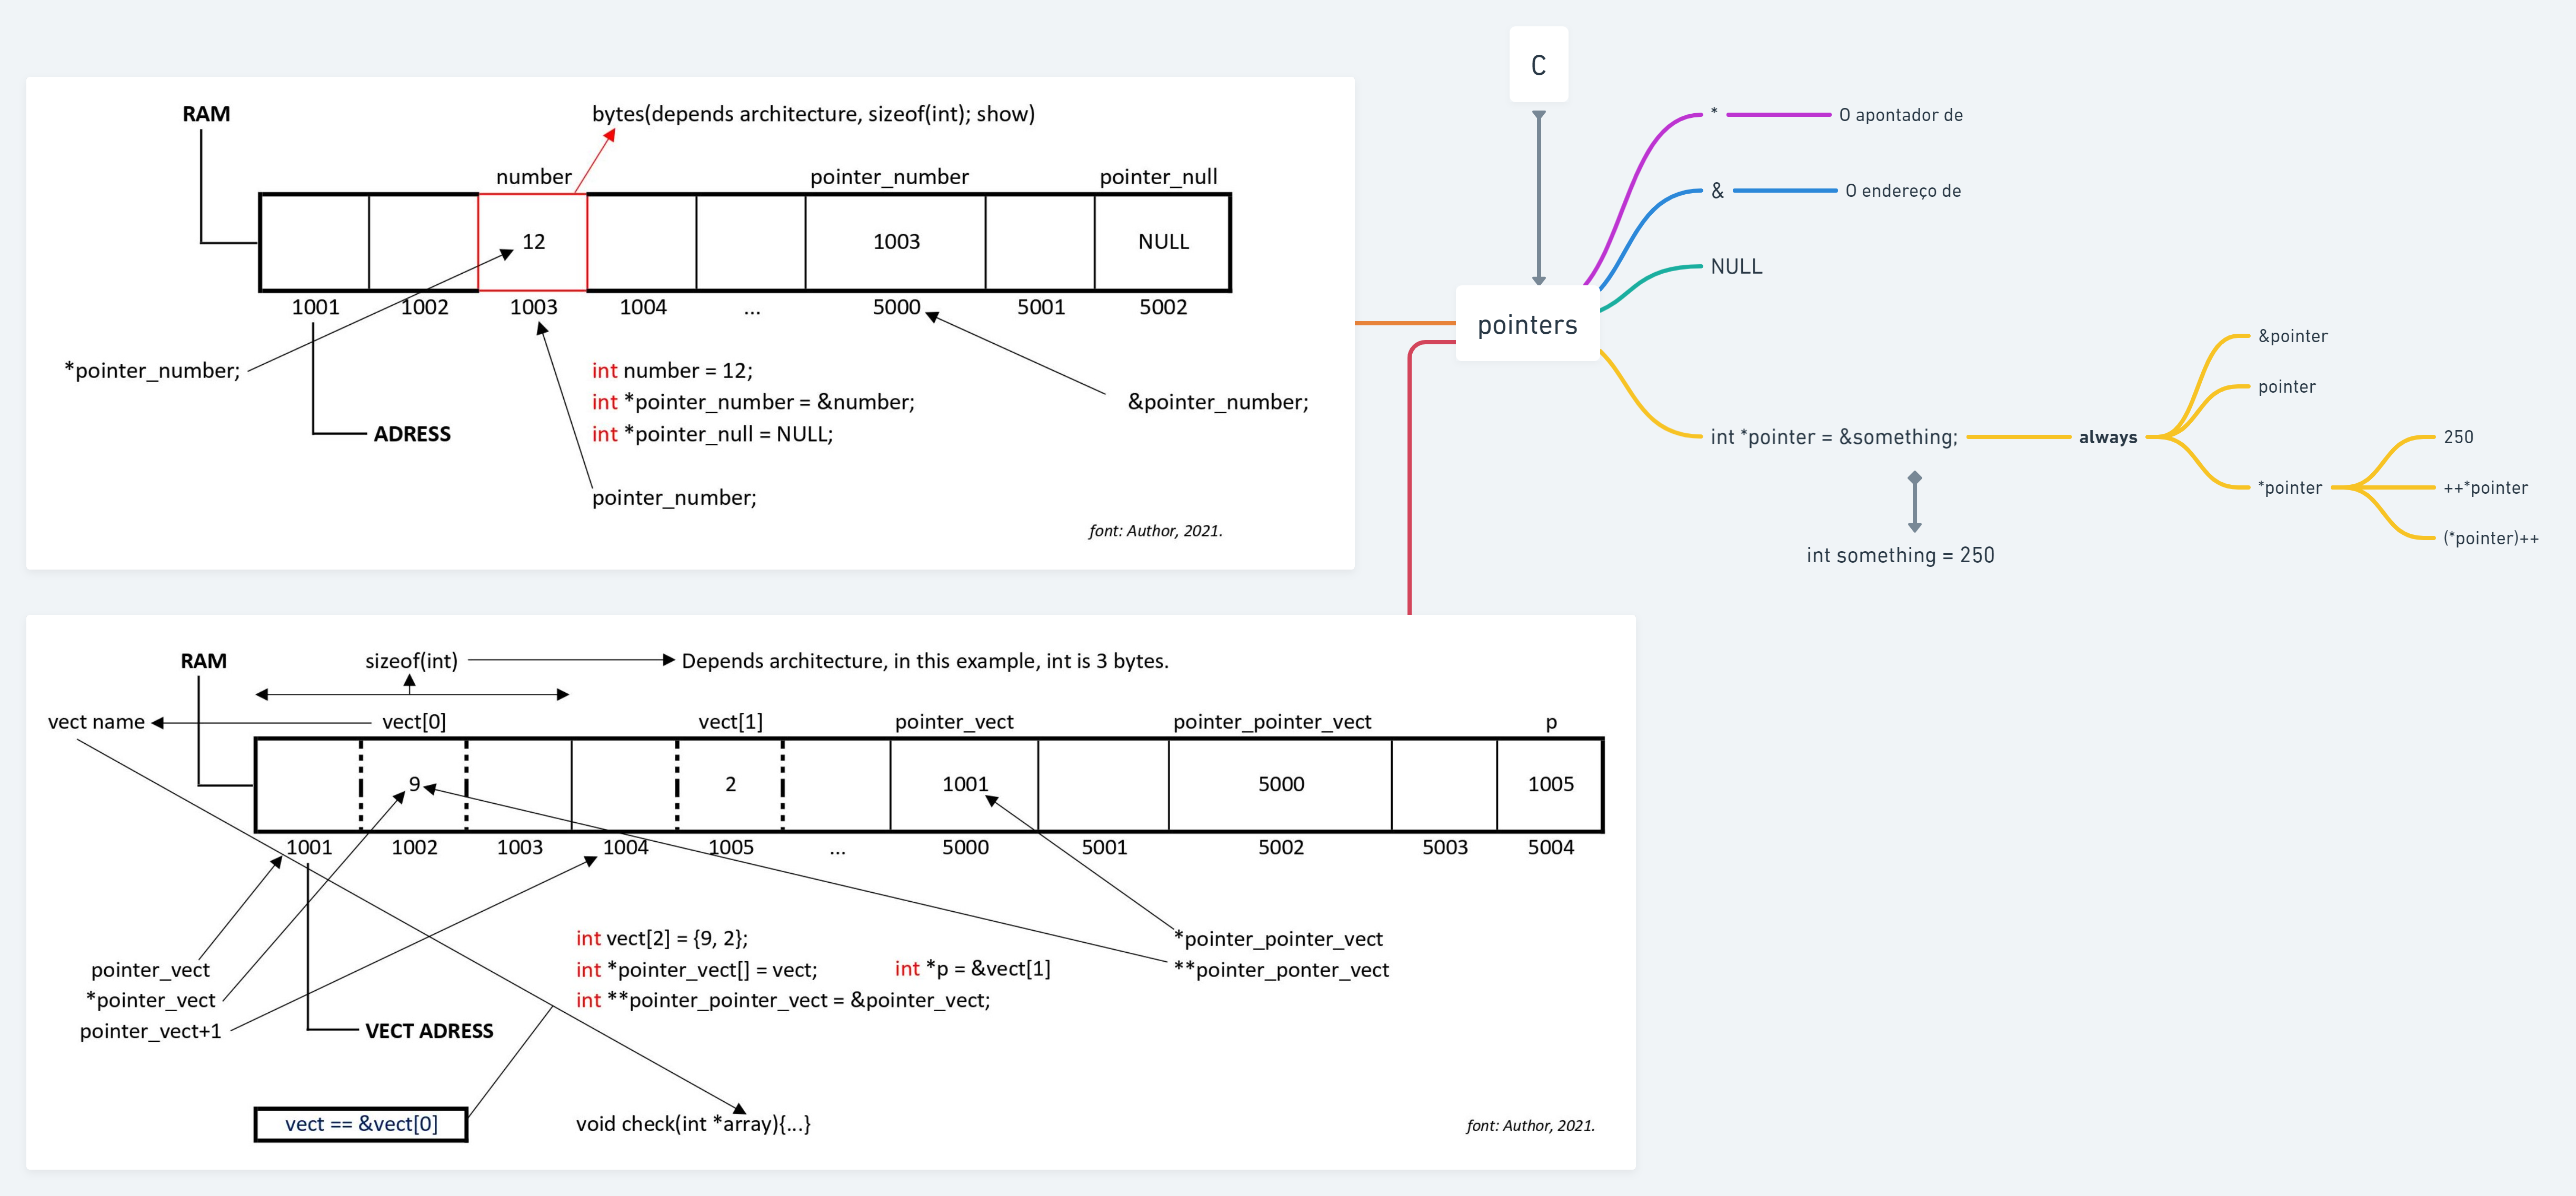 C
pointers
*
O apontador de
&
O endereço de
NULL
int *pointer = &something;
always
&pointer
pointer
*pointer
250
++*pointer
(*pointer)++
int something = 250
RAM
bytes(depends architecture, sizeof(int); show)
number
pointer_number
pointer_null
12
1003
NULL
1001
1002
1003
1004
...
5000
5001
5002
*pointer_number;
int number = 12;
int *pointer_number = &number;
int *pointer_null = NULL;
&pointer_number;
ADRESS
pointer_number;
font: Author, 2021.
RAM
sizeof(int)
Depends architecture, in this example, int is 3 bytes.
vect name
vect[0]
vect[1]
pointer_vect
pointer_pointer_vect
p
9
2
1001
5000
1005
1001
1002
1003
1004
1005
...
5000
5001
5002
5003
5004
pointer_vect
*pointer_vect
pointer_vect+1
VECT ADRESS
int vect[2] = {9, 2};
int *pointer_vect[] = vect;
int *p = &vect[1]
int **pointer_pointer_vect = &pointer_vect;
*pointer_pointer_vect
**pointer_ponter_vect
vect == &vect[0]
void check(int *array){...}
font: Author, 2021.